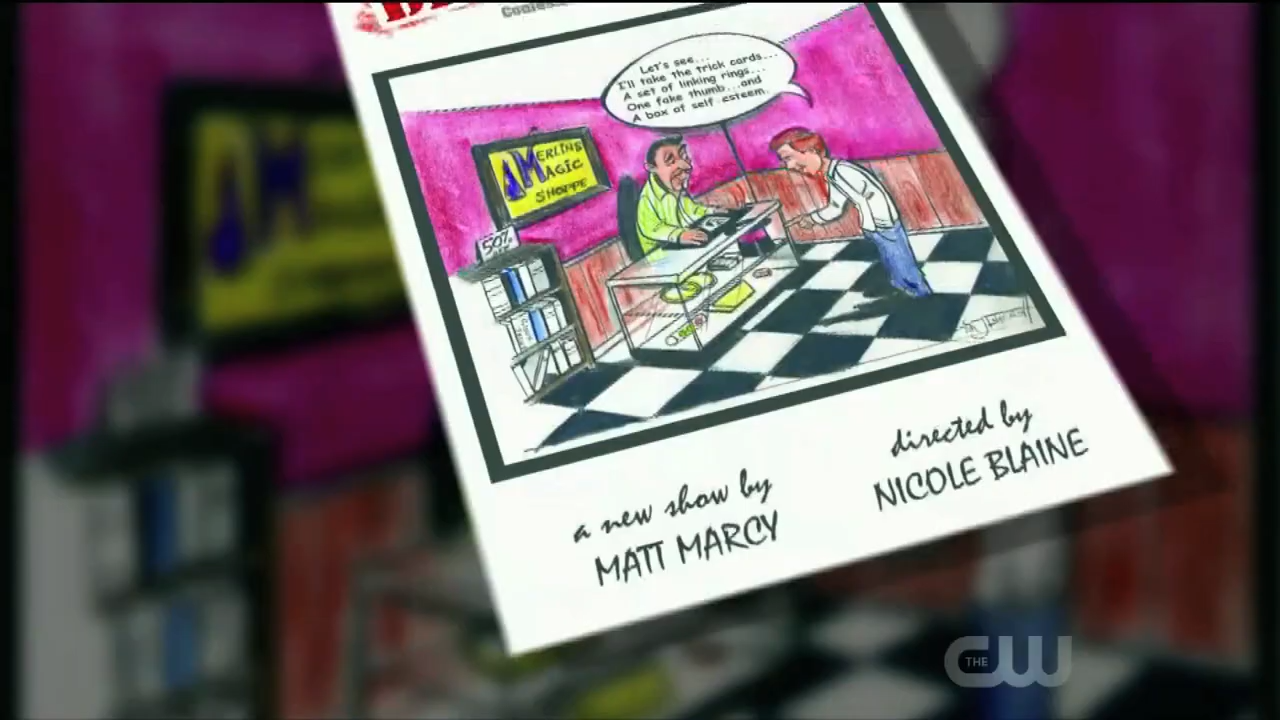 Let's see...
I'll take the trick cards...
A set of linking rings...
One fake thumb...and
A box of self esteem.
MERLINS
MAGIC
SHOPPE
50%
a new show by
MATT MARCY
directed by
NICOLE BLAINE
THE CW